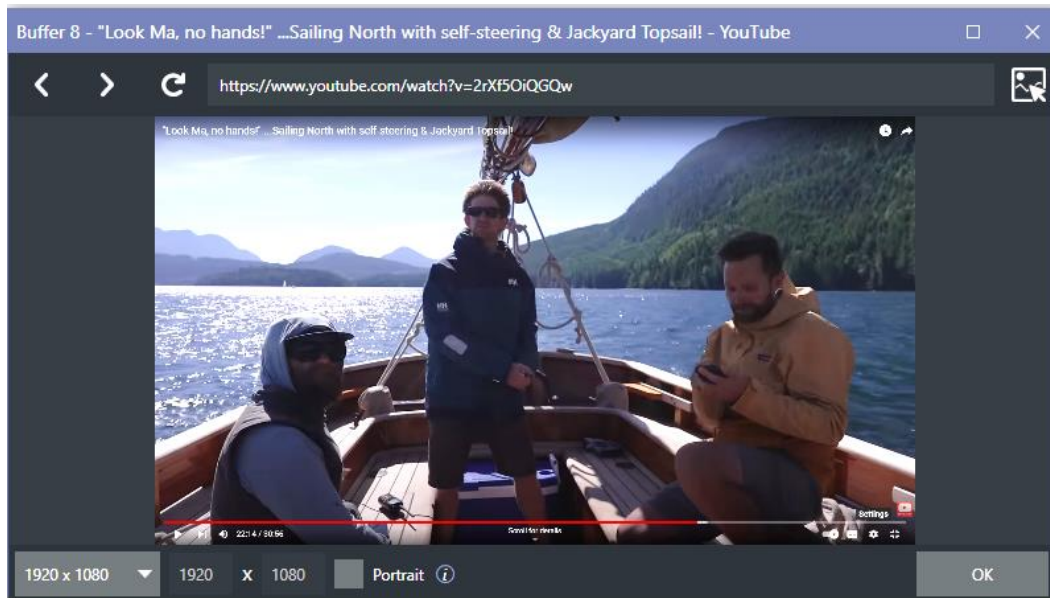 Buffer 8 - "Look Ma, no hands!" ...Sailing North with self-steering & Jackyard Topsail! - YouTube
https://www.youtube.com/watch?v=2rXf5OiQGQw
"Look Ma, no hands!" ...Sailing North with self steering & Jackyard Topsail!
HH
Settings
22:14 / 30:56
Scroll for details
1920 x 1080
1920 X 1080
Portrait
OK